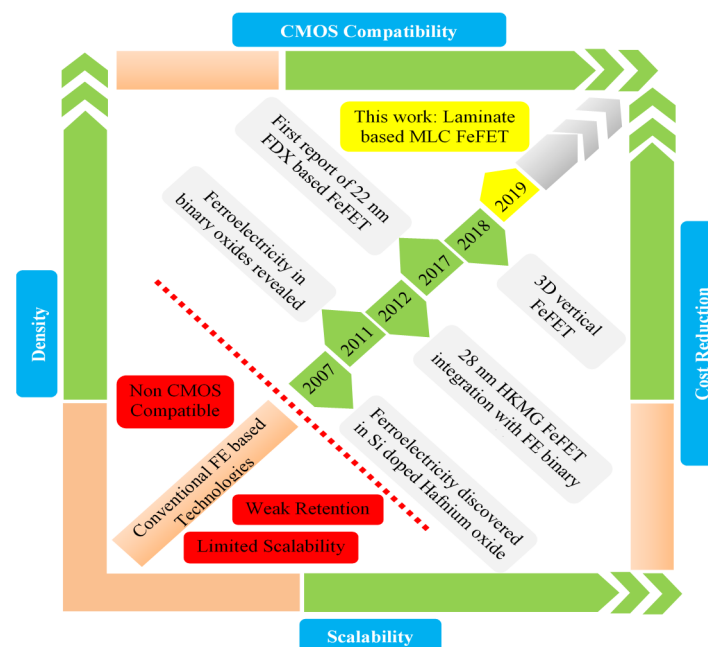 CMOS Compatibility
This work: Laminate
based MLC FeFET
First report of 22 nm
FDX based FeFET
Ferroelectricity in
binary oxides revealed
2019
2018
2017
2012
2011
2007
3D vertical
FeFET
28 nm HKMG FeFET
integration with FE binary
Ferroelectricity discovered
in Si doped Hafnium oxide
Non CMOS
Compatible
Conventional FE based
Technologies
Weak Retention
Limited Scalability
Density
Cost Reduction
Scalability